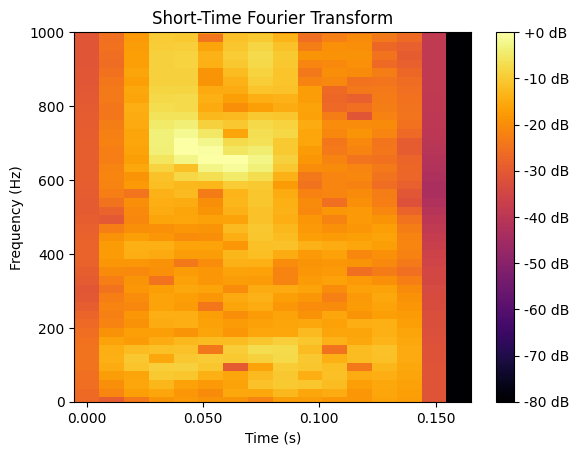 Short-Time Fourier Transform
Frequency (Hz)
1000
800
600
400
200
0
0.000
0.050
0.100
0.150
Time (s)
+0 dB
-10 dB
-20 dB
-30 dB
-40 dB
-50 dB
-60 dB
-70 dB
-80 dB